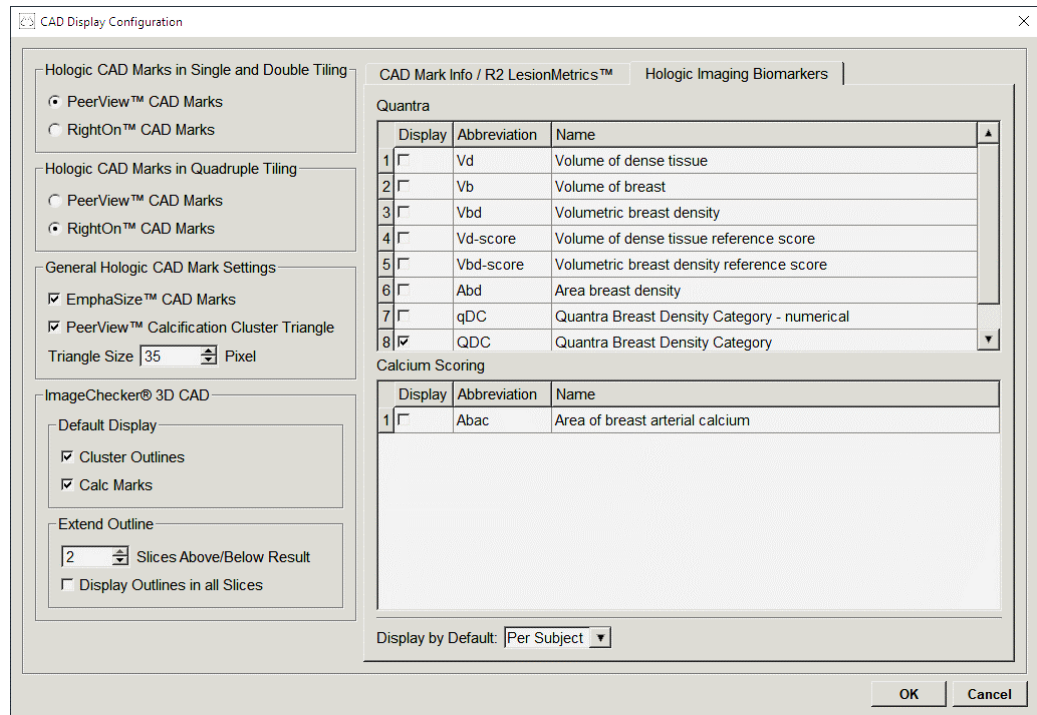 CAD Display Configuration
Hologic CAD Marks in Single and Double Tiling
PeerView™ CAD Marks
RightOn™ CAD Marks
Hologic CAD Marks in Quadruple Tiling
PeerView™ CAD Marks
RightOn™ CAD Marks
General Hologic CAD Mark Settings
EmphaSize™ CAD Marks
PeerView™ Calcification Cluster Triangle
Triangle Size 35 Pixel
ImageChecker® 3D CAD
Default Display
Cluster Outlines
Calc Marks
Extend Outline
2 Slices Above/Below Result
Display Outlines in all Slices
CAD Mark Info / R2 LesionMetrics™ Hologic Imaging Biomarkers
Quantra
Display Abbreviation Name
1 Vd Volume of dense tissue
2 Vb Volume of breast
3 Vbd Volumetric breast density
4 Vd-score Volume of dense tissue reference score
5 Vbd-score Volumetric breast density reference score
6 Abd Area breast density
7 qDC Quantra Breast Density Category - numerical
8 QDC Quantra Breast Density Category
Calcium Scoring
Display Abbreviation Name
1 Abac Area of breast arterial calcium
Display by Default: Per Subject
OK Cancel